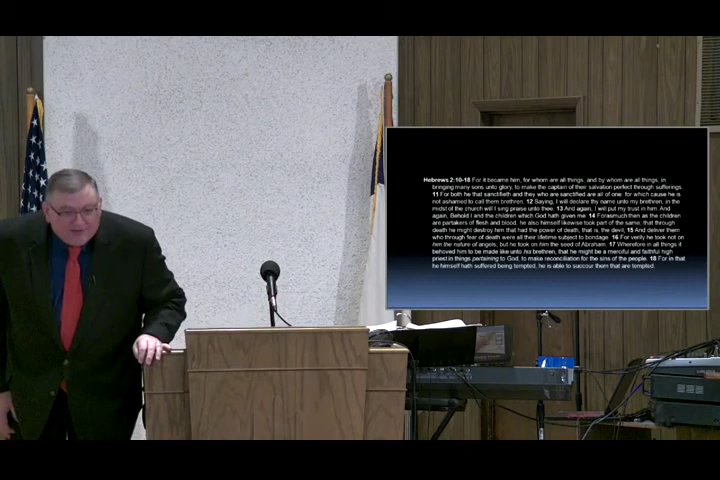 Hebrews 2:10-18 For it became him, for whom are all things, and by whom are all things, in
bringing many sons unto glory, to make the captain of their salvation perfect through sufferings.
11 For both he that sanctifieth and they who are sanctified are all of one: for which cause he is
not ashamed to call them brethren, 12 Saying, I will declare thy name unto my brethren, in the
midst of the church will I sing praise unto thee. 13 And again, I will put my trust in him. And
again, Behold I and the children which God hath given me. 14 Forasmuch then as the children
are partakers of flesh and blood, he also himself likewise took part of the same; that through
death he might destroy him that had the power of death, that is, the devil; 15 And deliver them
who through fear of death were all their lifetime subject to bondage. 16 For verily he took not on
him the nature of angels; but he took on him the seed of Abraham. 17 Wherefore in all things it
behoved him to be made like unto his brethren, that he might be a merciful and faithful high
priest in things pertaining to God, to make reconciliation for the sins of the people. 18 For in that
he himself hath suffered being tempted, he is able to succour them that are tempted.